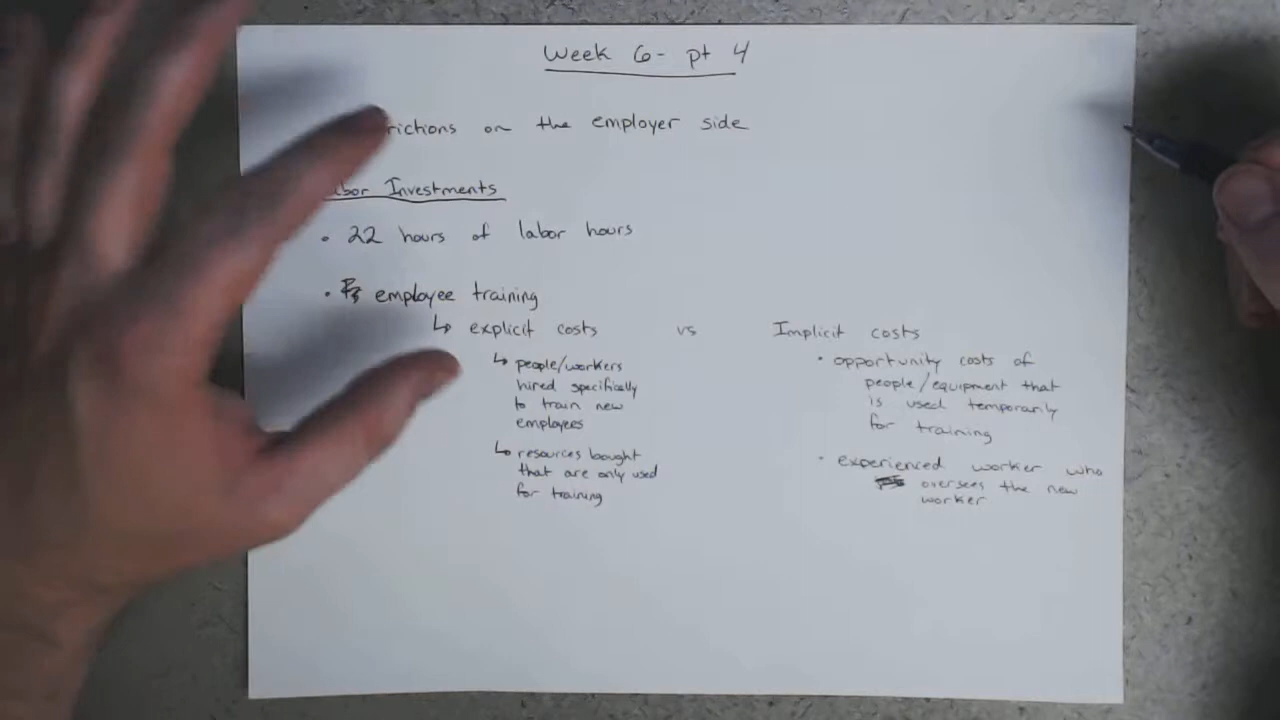 Week 6- pt 4
rictions on the employer side
bor Investments
• 22 hours of labor hours
• employee training
↳ explicit costs vs Implicit costs
↳ people/workers
hired specifically
to train new
employees
↳ resources bought
that are only used
for training
• opportunity costs of
people/equipment that
is used temporarily
for training
• experienced worker who
oversees the new
worker